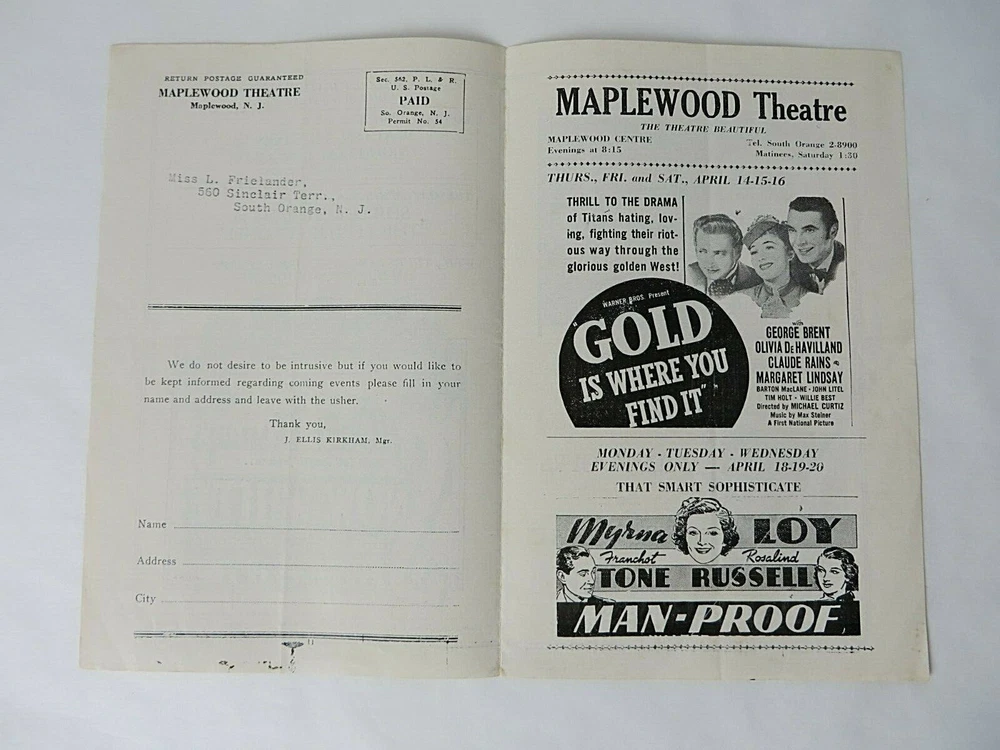 RETURN POSTAGE GUARANTEED
MAPLEWOOD THEATRE
Maplewood, N. J.
Sec. 562, P. L. & R.
U. S. Postage
PAID
So. Orange, N. J.
Permit No. 54
Miss L. Frielander,
560 Sinclair Terr.,
South Orange, N. J.
We do not desire to be intrusive but if you would like to
be kept informed regarding coming events please fill in your
name and address and leave with the usher.
Thank you,
J. ELLIS KIRKHAM, Mgr.
Name
Address
City
MAPLEWOOD Theatre
THE THEATRE BEAUTIFUL
MAPLEWOOD CENTRE
Evenings at 8:15
Tel. South Orange 2-8900
Matinees, Saturday 1:30
THURS., FRI. and SAT., APRIL 14-15-16
THRILL TO THE DRAMA
of Titans hating, lov-
ing, fighting their riot-
ous way through the
glorious golden West!
WARNER BROS. Present
"GOLD
IS WHERE YOU
FIND IT"
with
GEORGE BRENT
OLIVIA DeHAVILLAND
CLAUDE RAINS
MARGARET LINDSAY
BARTON MacLANE · JOHN LITEL
TIM HOLT · WILLIE BEST
Directed by MICHAEL CURTIZ
Music by Max Steiner
A First National Picture
MONDAY - TUESDAY - WEDNESDAY
EVENINGS ONLY — APRIL 18-19-20
THAT SMART SOPHISTICATE
Myrna LOY
Franchot TONE
Rosalind RUSSELL
MAN-PROOF